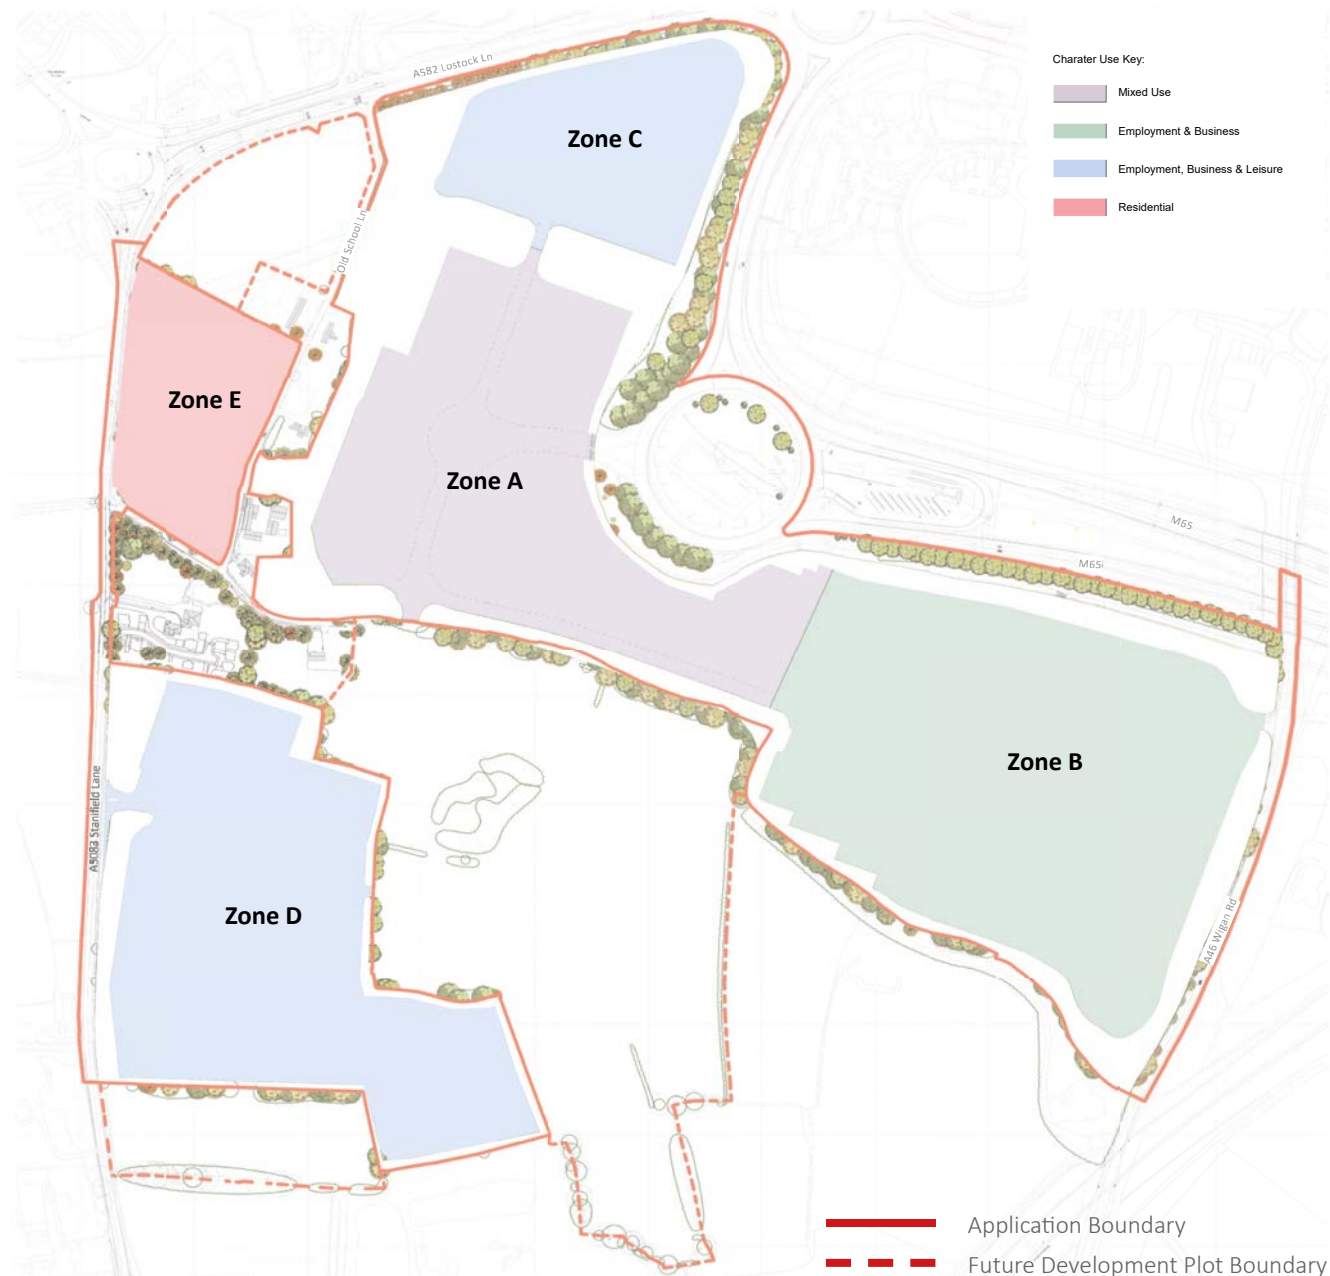 Charater Use Key:
Mixed Use
Employment & Business
Employment, Business & Leisure
Residential
A582 Lostock Ln
Zone C
Old School Ln
Zone E
Zone A
M65
M65
Zone B
A5083 Stanifield Lane
Zone D
A46 Wigan Rd
Application Boundary
Future Development Plot Boundary